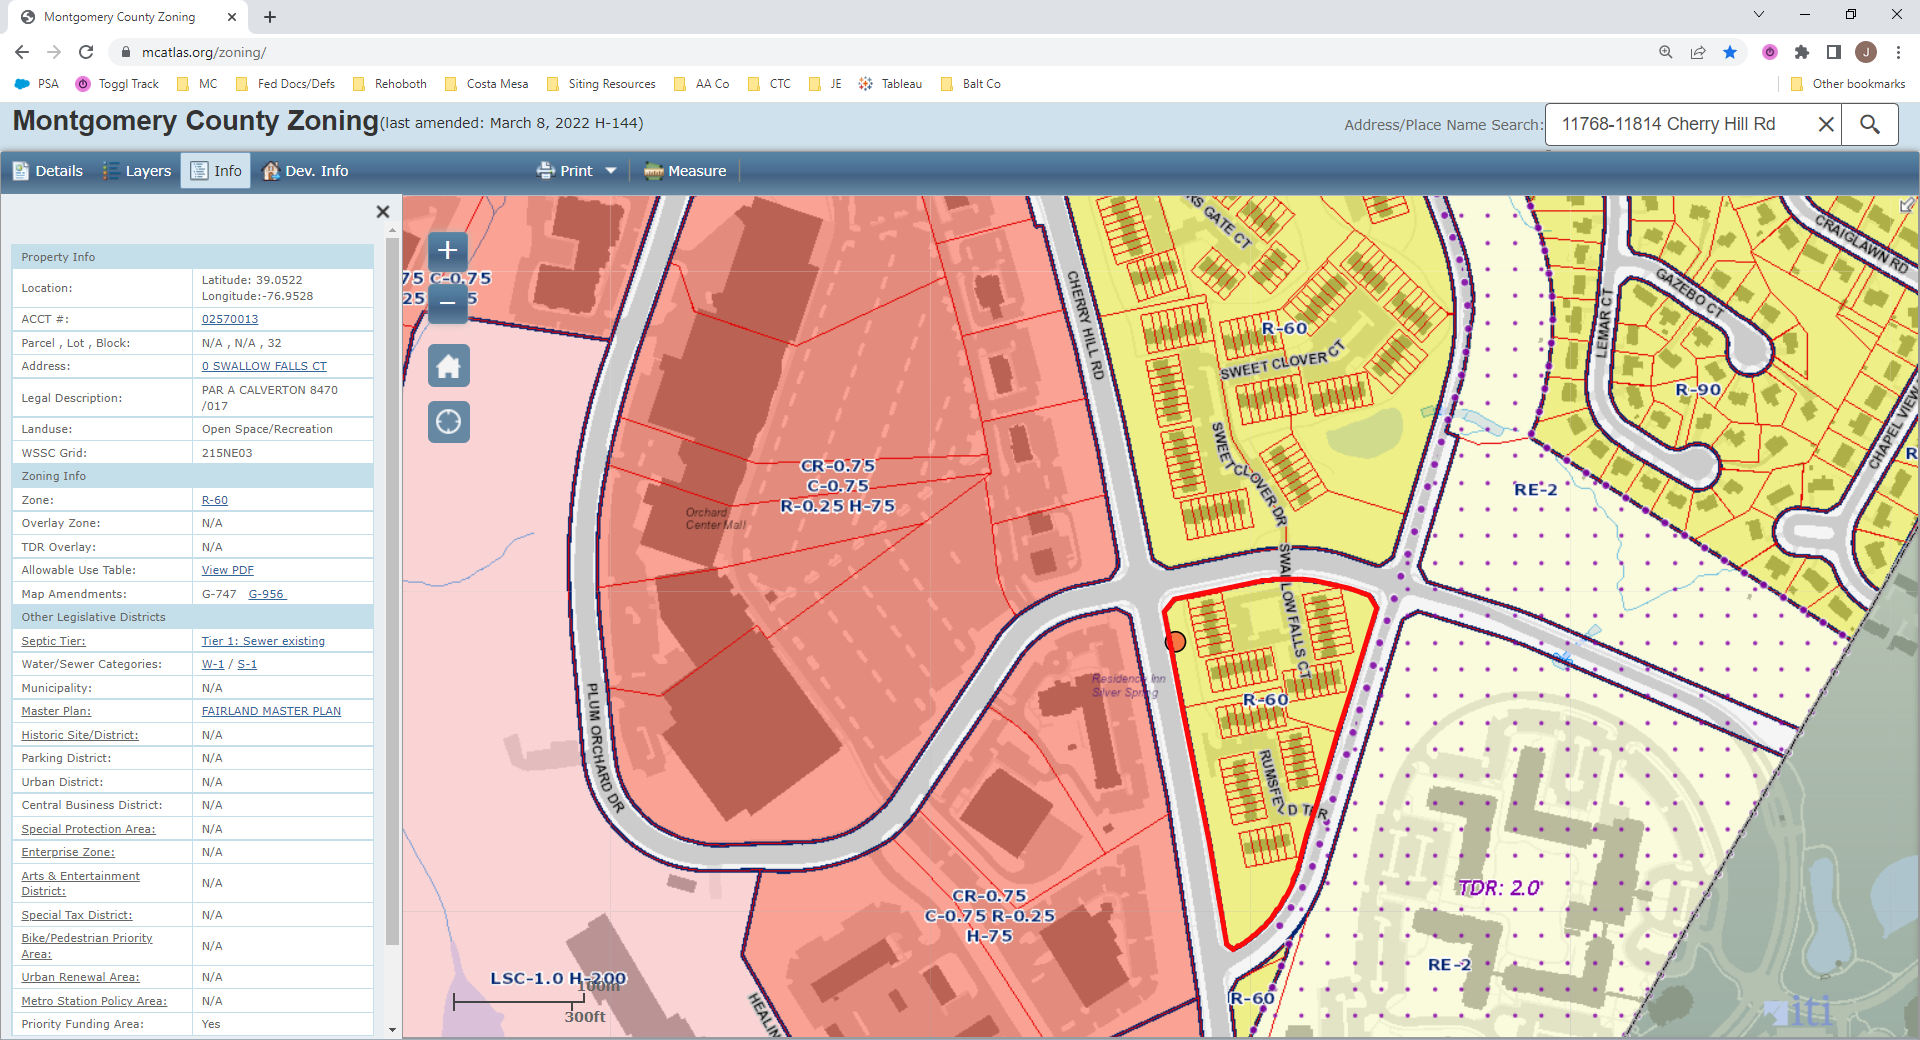 Montgomery County Zoning
mcatlas.org/zoning/
J
PSA
Toggl Track
MC
Fed Docs/Defs
Rehoboth
Costa Mesa
Siting Resources
AA Co
CTC
JE
Tableau
Balt Co
Other bookmarks
Montgomery County Zoning(last amended: March 8, 2022 H-144)
Address/Place Name Search:
11768-11814 Cherry Hill Rd
Details
Layers
Info
Dev. Info
Print
Measure
Property Info
Location: Latitude: 39.0522
Longitude:-76.9528
ACCT #: 02570013
Parcel , Lot , Block: N/A , N/A , 32
Address: 0 SWALLOW FALLS CT
Legal Description: PAR A CALVERTON 8470
/017
Landuse: Open Space/Recreation
WSSC Grid: 215NE03
Zoning Info
Zone: R-60
Overlay Zone: N/A
TDR Overlay: N/A
Allowable Use Table: View PDF
Map Amendments: G-747 G-956
Other Legislative Districts
Septic Tier: Tier 1: Sewer existing
Water/Sewer Categories: W-1 / S-1
Municipality: N/A
Master Plan: FAIRLAND MASTER PLAN
Historic Site/District: N/A
Parking District: N/A
Urban District: N/A
Central Business District: N/A
Special Protection Area: N/A
Enterprise Zone: N/A
Arts & Entertainment
District: N/A
Special Tax District: N/A
Bike/Pedestrian Priority
Area: N/A
Urban Renewal Area: N/A
Metro Station Policy Area: N/A
Priority Funding Area: Yes
75 C-0.75
25
5
CR-0.75
C-0.75
R-0.25 H-75
Orchard
Center Mall
PLUM ORCHARD DR
CHERRY HILL RD
RS GATE CT
R-60
SWEET CLOVER CT
SWEET CLOVER DR
SWALLOW FALLS CT
R-60
Residence Inn
Silver Spring
CR-0.75
C-0.75 R-0.25
H-75
LSC-1.0 H-200
100m
300ft
HEALIN
R-60
RE-2
TDR: 2.0
RE-2
R-90
LEMAR CT
GAZEBO CT
CRAIGLAWN RD
CHAPEL VIEW
R
iti